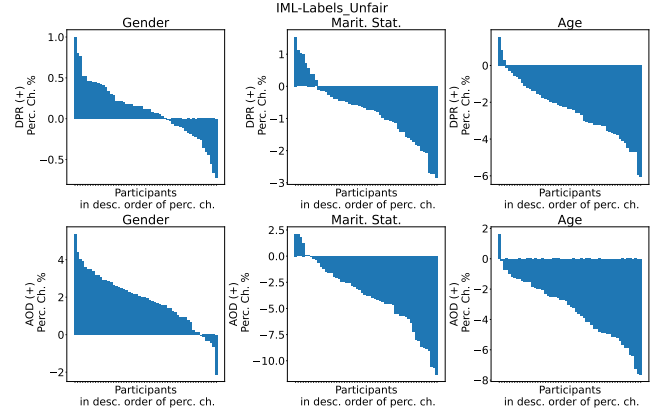 IML-Labels_Unfair
Gender
DPR (+)
Perc. Ch. %
1.0
0.5
0.0
−0.5
Participants
in desc. order of perc. ch.
Marit. Stat.
DPR (+)
Perc. Ch. %
1
0
−1
−2
−3
Participants
in desc. order of perc. ch.
Age
DPR (+)
Perc. Ch. %
0
−2
−4
−6
Participants
in desc. order of perc. ch.
Gender
AOD (+)
Perc. Ch. %
4
2
0
−2
Participants
in desc. order of perc. ch.
Marit. Stat.
AOD (+)
Perc. Ch. %
2.5
0.0
−2.5
−5.0
−7.5
−10.0
Participants
in desc. order of perc. ch.
Age
AOD (+)
Perc. Ch. %
2
0
−2
−4
−6
−8
Participants
in desc. order of perc. ch.